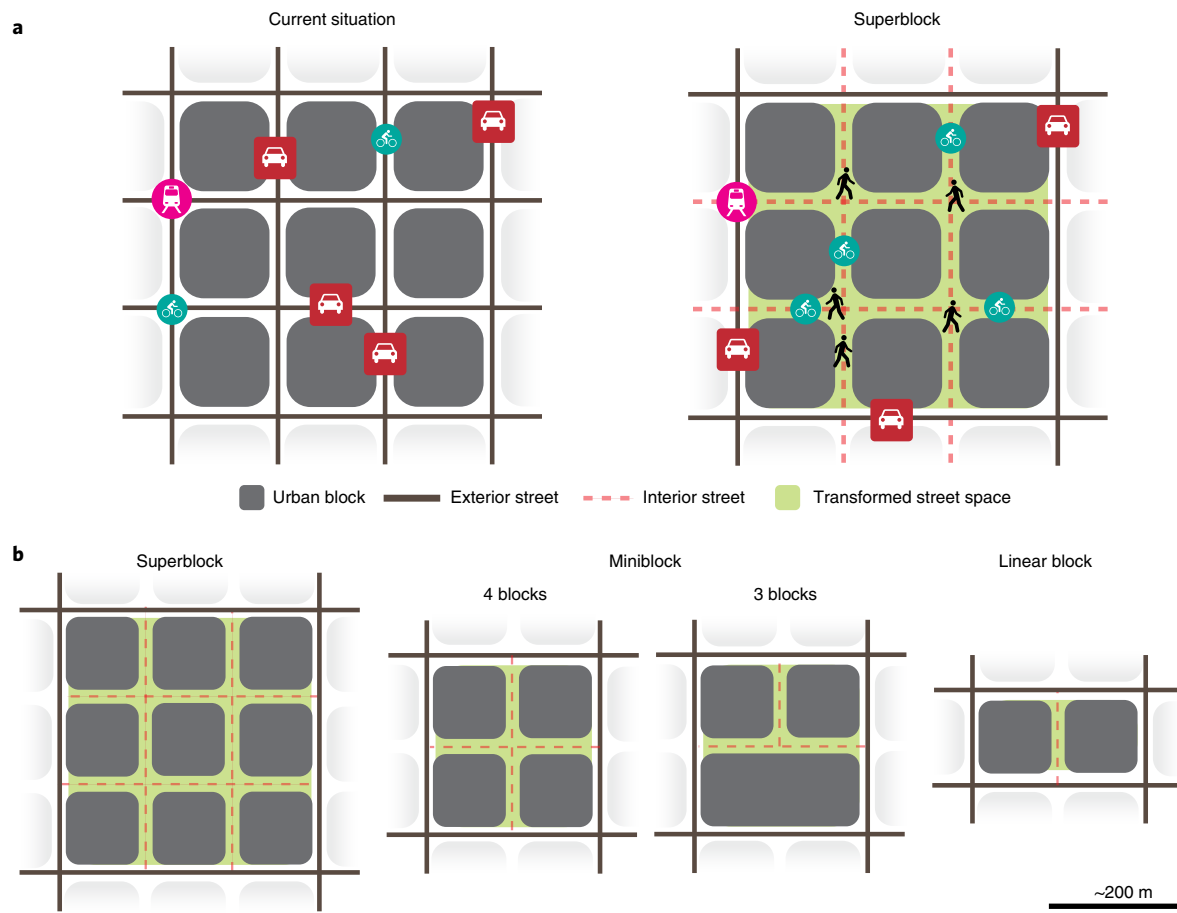 a
Current situation
Superblock
Urban block
Exterior street
Interior street
Transformed street space
b
Superblock
Miniblock
Linear block
4 blocks
3 blocks
~200 m